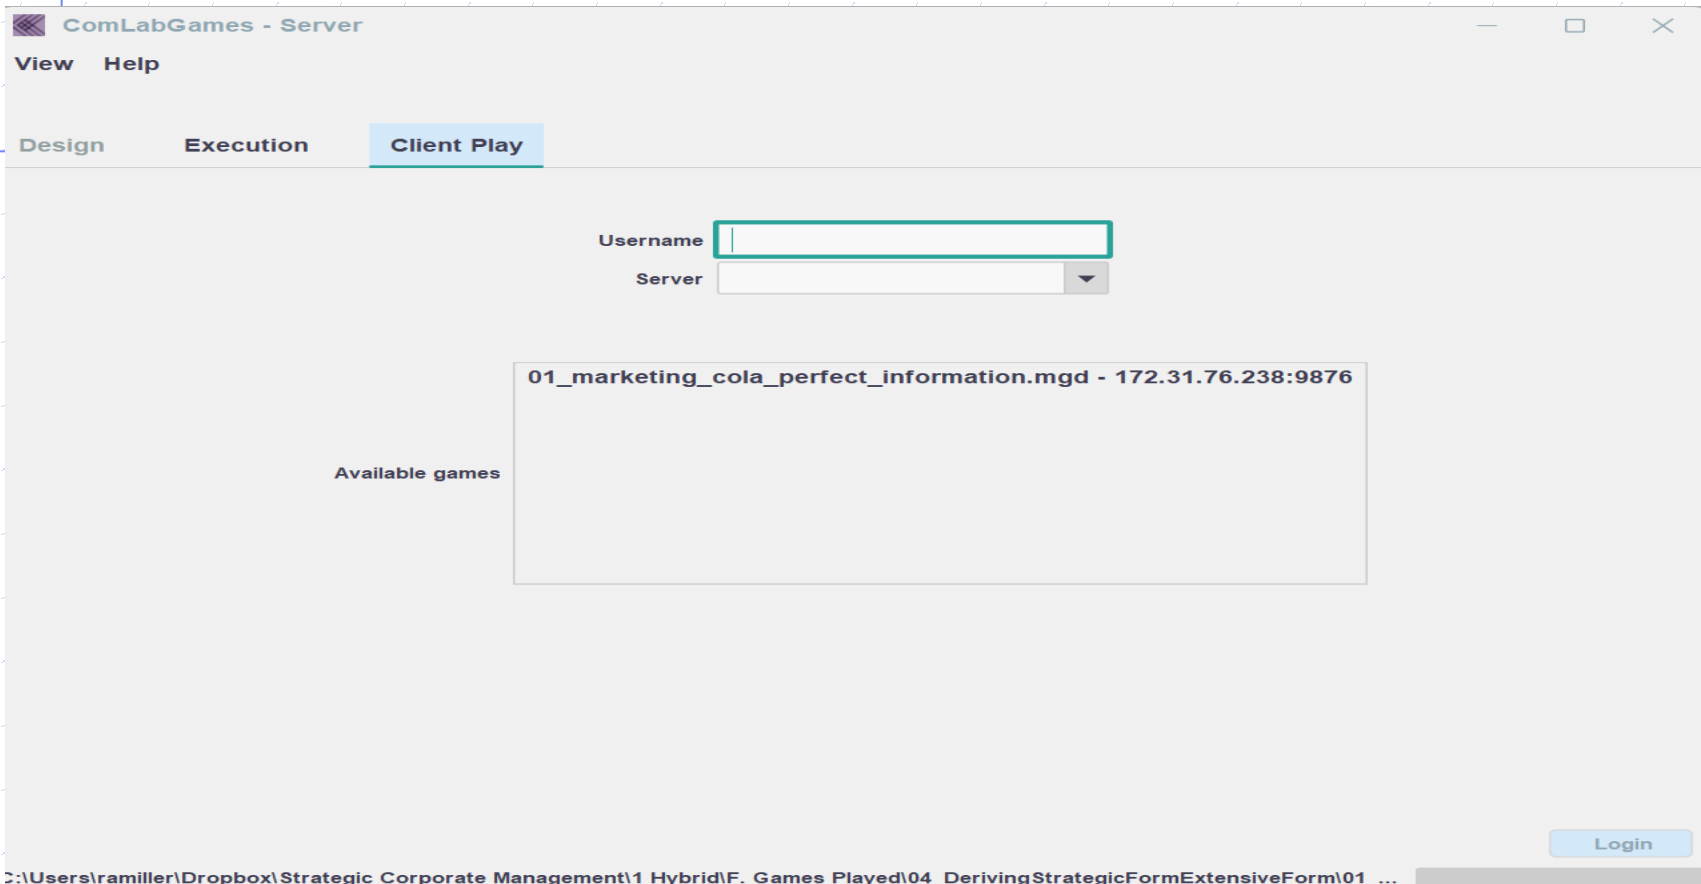 ComLabGames - Server
View Help
Design Execution Client Play
Username
Server
01_marketing_cola_perfect_information.mgd - 172.31.76.238:9876
Available games
Login
C:\Users\ramiller\Dropbox\Strategic Corporate Management\1 Hybrid\F. Games Played\04_DerivingStrategicFormExtensiveForm\01_ ...